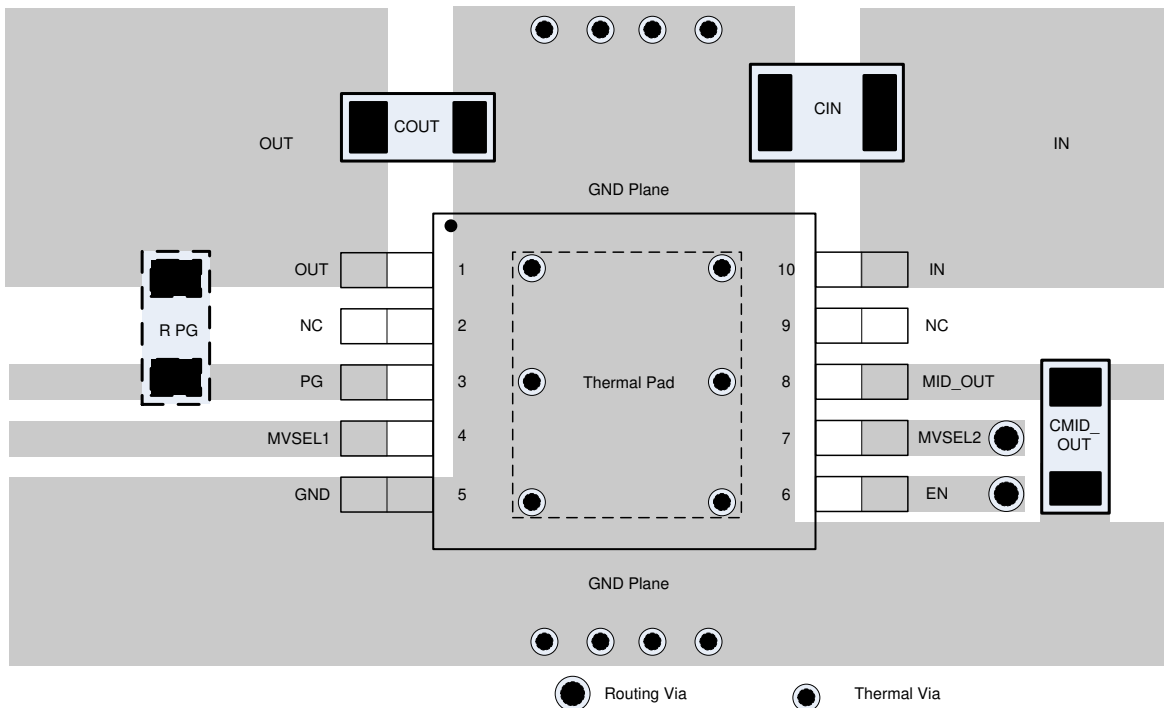 COUT
CIN
OUT
IN
GND Plane
OUT
1
10
IN
R PG
NC
2
9
NC
PG
3
Thermal Pad
8
MID_OUT
MVSEL1
4
7
MVSEL2
CMID_
OUT
GND
5
6
EN
GND Plane
Routing Via
Thermal Via